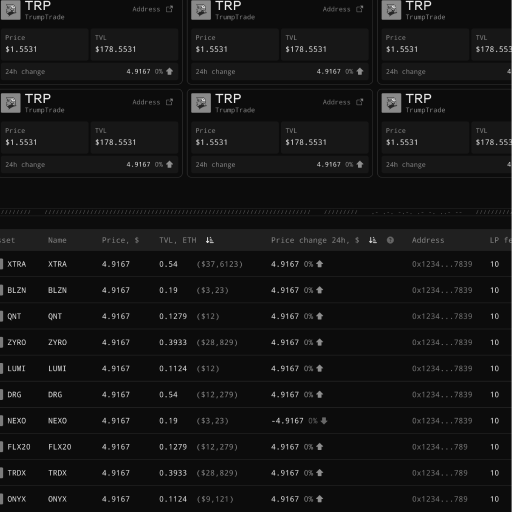 TRP Address TRP Address TRP
TrumpTrade TrumpTrade TrumpTrade
Price TVL Price TVL Price TVL
$1.5531 $178.5531 $1.5531 $178.5531 $1.5531 $178.55
24h change 4.9167 0% 24h change 4.9167 0% 24h change 4
TRP Address TRP Address TRP
TrumpTrade TrumpTrade TrumpTrade
Price TVL Price TVL Price TVL
$1.5531 $178.5531 $1.5531 $178.5531 $1.5531 $178.55
24h change 4.9167 0% 24h change 4.9167 0% 24h change 4
sset Name Price, $ TVL, ETH Price change 24h, $ Address LP fe
XTRA XTRA 4.9167 0.54 ($37,6123) 4.9167 0% 0x1234...7839 10
BLZN BLZN 4.9167 0.19 ($3,23) 4.9167 0% 0x1234...7839 10
QNT QNT 4.9167 0.1279 ($12) 4.9167 0% 0x1234...7839 10
ZYRO ZYRO 4.9167 0.3933 ($28,829) 4.9167 0% 0x1234...7839 10
LUMI LUMI 4.9167 0.1124 ($12) 4.9167 0% 0x1234...7839 10
DRG DRG 4.9167 0.54 ($12,279) 4.9167 0% 0x1234...7839 10
NEXO NEXO 4.9167 0.19 ($3,23) -4.9167 0% 0x1234...7839 10
FLX20 FLX20 4.9167 0.1279 ($12,279) 4.9167 0% 0x1234...789 10
TRDX TRDX 4.9167 0.3933 ($28,829) 4.9167 0% 0x1234...789 10
ONYX ONYX 4.9167 0.1124 ($9,121) 4.9167 0% 0x1234...789 10